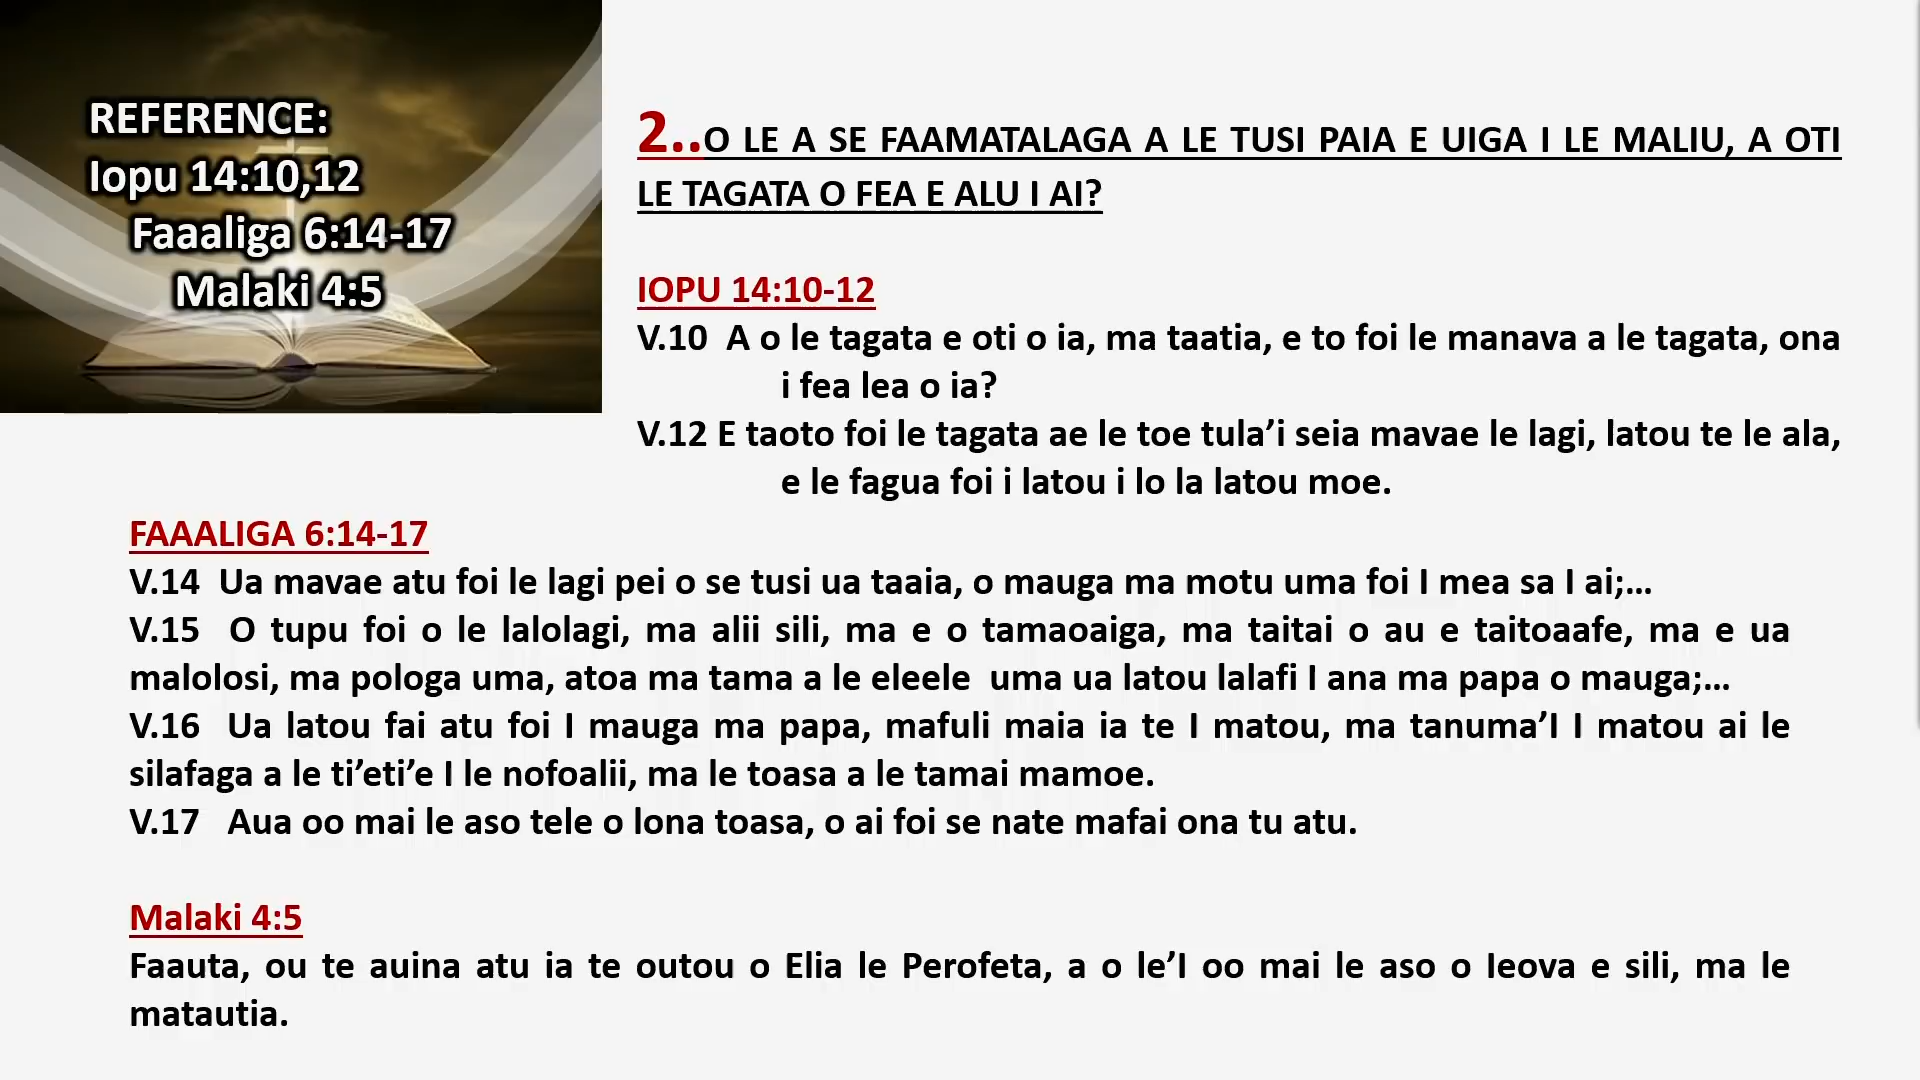 REFERENCE:
Iopu 14:10,12
Faaaliga 6:14-17
Malaki 4:5
2..O LE A SE FAAMATALAGA A LE TUSI PAIA E UIGA I LE MALIU, A OTI
LE TAGATA O FEA E ALU I AI?
IOPU 14:10-12
V.10 A o le tagata e oti o ia, ma taatia, e to foi le manava a le tagata, ona
i fea lea o ia?
V.12 E taoto foi le tagata ae le toe tula’i seia mavae le lagi, latou te le ala,
e le fagua foi i latou i lo la latou moe.
FAAALIGA 6:14-17
V.14 Ua mavae atu foi le lagi pei o se tusi ua taaia, o mauga ma motu uma foi I mea sa I ai;...
V.15 O tupu foi o le lalolagi, ma alii sili, ma e o tamaoaiga, ma taitai o au e taitoaafe, ma e ua
malolosi, ma pologa uma, atoa ma tama a le eleele uma ua latou lalafi I ana ma papa o mauga;...
V.16 Ua latou fai atu foi I mauga ma papa, mafuli maia ia te I matou, ma tanuma’I I matou ai le
silafaga a le ti’eti’e I le nofoalii, ma le toasa a le tamai mamoe.
V.17 Aua oo mai le aso tele o lona toasa, o ai foi se nate mafai ona tu atu.
Malaki 4:5
Faauta, ou te auina atu ia te outou o Elia le Perofeta, a o le’I oo mai le aso o Ieova e sili, ma le
matautia.